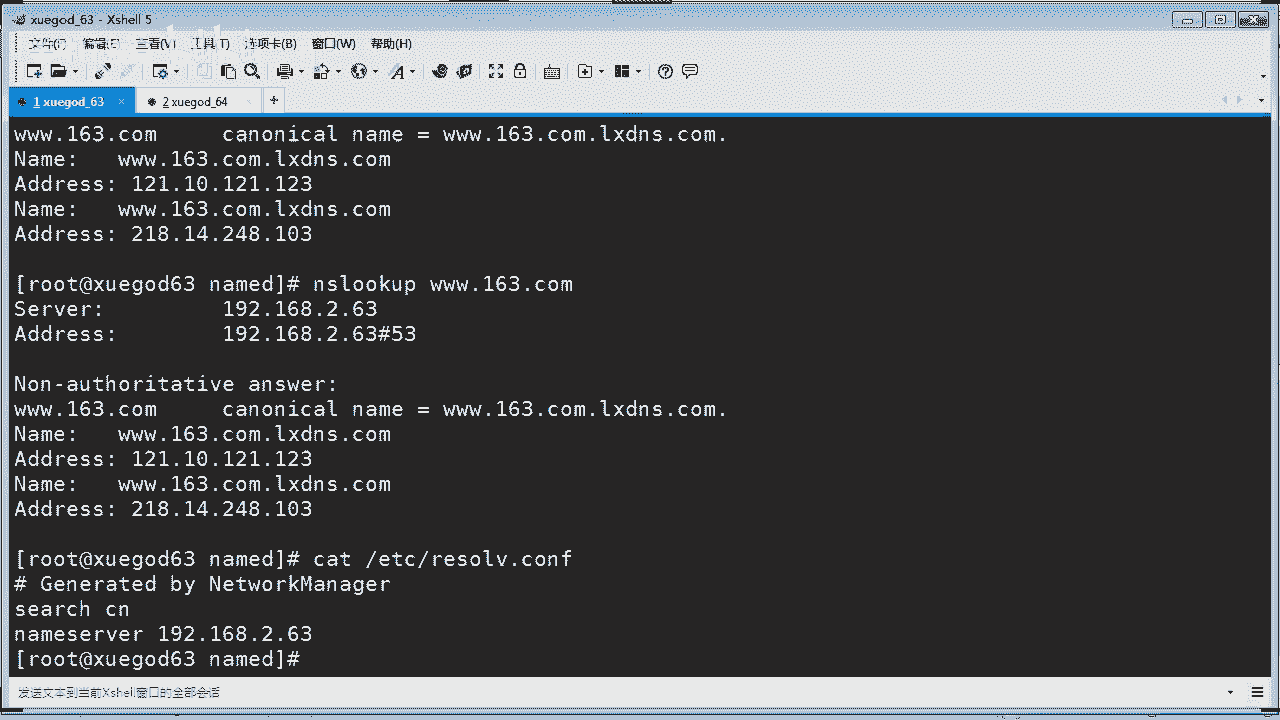 xuegod_63 - Xshell 5
文件(F) 编辑(E) 查看(V) 工具(T) 选项卡(B) 窗口(W) 帮助(H)
1 xuegod_63 × 2 xuegod_64 +
www.163.com canonical name = www.163.com.lxdns.com.
Name: www.163.com.lxdns.com
Address: 121.10.121.123
Name: www.163.com.lxdns.com
Address: 218.14.248.103
[root@xuegod63 named]# nslookup www.163.com
Server: 192.168.2.63
Address: 192.168.2.63#53
Non-authoritative answer:
www.163.com canonical name = www.163.com.lxdns.com.
Name: www.163.com.lxdns.com
Address: 121.10.121.123
Name: www.163.com.lxdns.com
Address: 218.14.248.103
[root@xuegod63 named]# cat /etc/resolv.conf
# Generated by NetworkManager
search cn
nameserver 192.168.2.63
[root@xuegod63 named]#
发送文本到当前Xshell窗口的全部会话